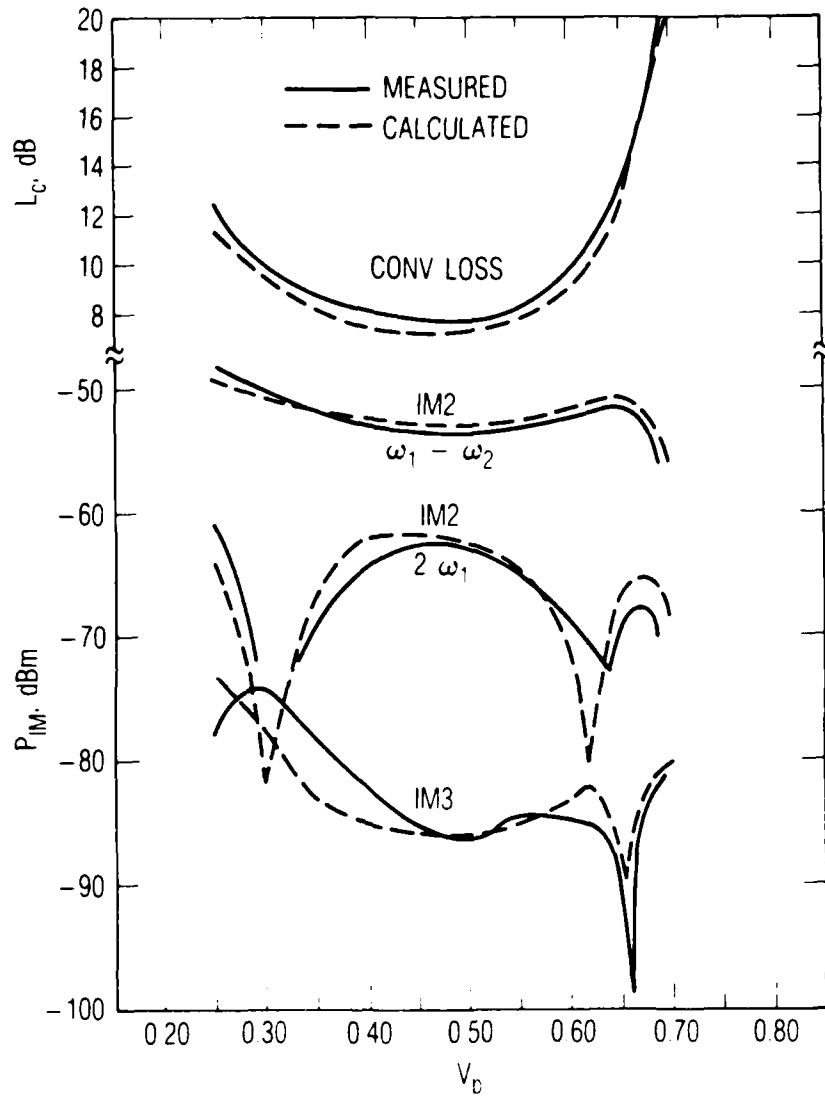 20
18
16
14
12
10
8
L_C, dB
MEASURED
CALCULATED
CONV LOSS
-50
-60
-70
-80
-90
-100
P_IM, dBm
IM2
ω₁ - ω₂
IM2
2 ω₁
IM3
0 20
0.30
0 40
0 50
0 60
0.70
0 80
V_D